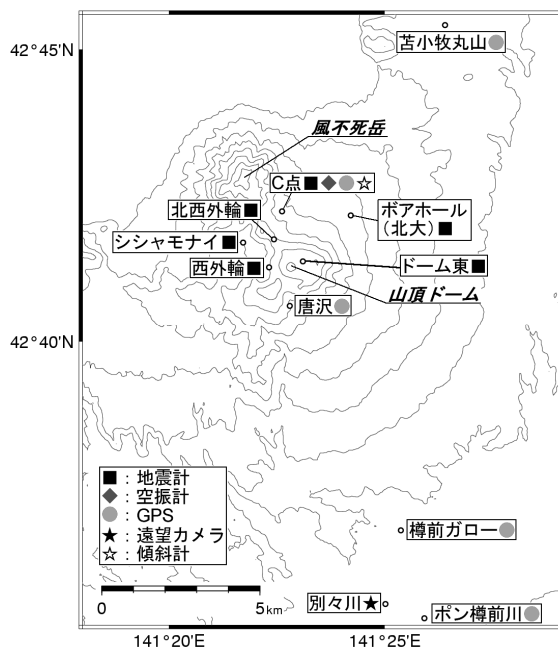 42°45'N
苫小牧丸山●
風不死岳
C点■◆●☆
北西外輪■
ボアホール
(北大)■
シシャモナイ■
西外輪■
ドーム東■
山頂ドーム
唐沢●
42°40'N
■：地震計
◆：空振計
●：GPS
★：遠望カメラ
☆：傾斜計
樽前ガロー●
0 5km
別々川★
ポン樽前川●
141°20'E 141°25'E